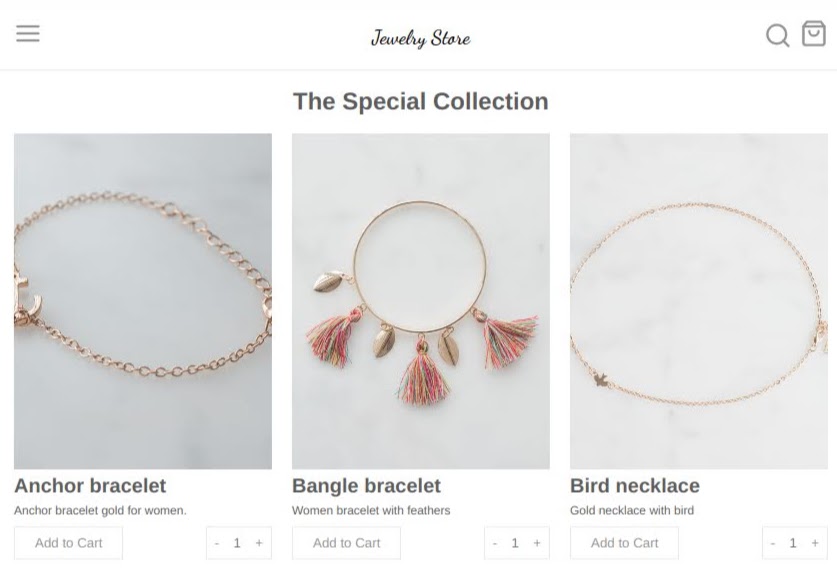 Jewelry Store
The Special Collection
Anchor bracelet
Anchor bracelet gold for women.
Add to Cart
- 1 +
Bangle bracelet
Women bracelet with feathers
Add to Cart
- 1 +
Bird necklace
Gold necklace with bird
Add to Cart
- 1 +